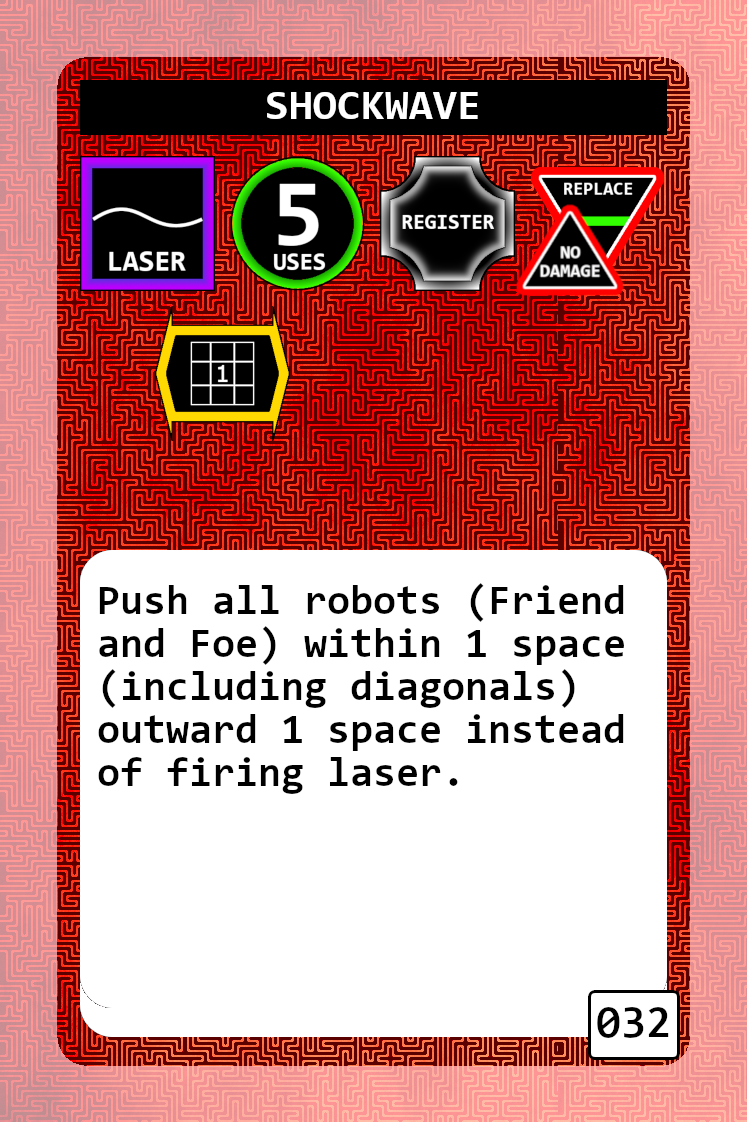 SHOCKWAVE
LASER
5
USES
REGISTER
REPLACE
NO
DAMAGE
1
Push all robots (Friend
and Foe) within 1 space
(including diagonals)
outward 1 space instead
of firing laser.
032